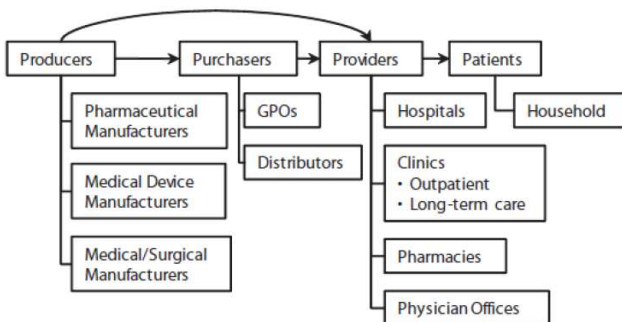 Producers
Purchasers
Providers
Patients
Pharmaceutical
Manufacturers
GPOs
Hospitals
Household
Medical Device
Manufacturers
Distributors
Clinics
• Outpatient
• Long-term care
Medical/Surgical
Manufacturers
Pharmacies
Physician Offices